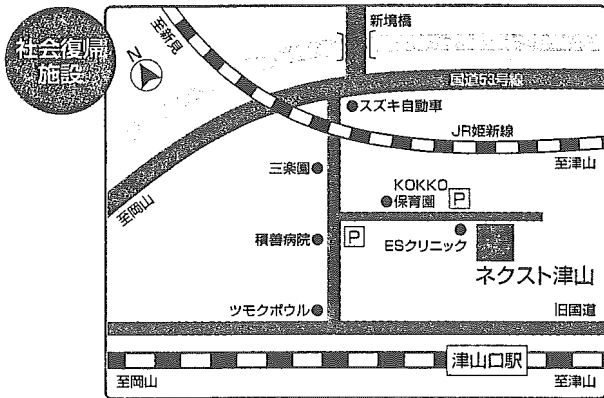 社会復帰
施設
至新見
新境橋
N
国道53号線
スズキ自動車
JR姫新線
至津山
三楽園
KOKKO
保育園
P
至岡山
積善病院
P
ESクリニック
ネクスト津山
ツモクボウル
旧国道
津山口駅
至岡山
至津山